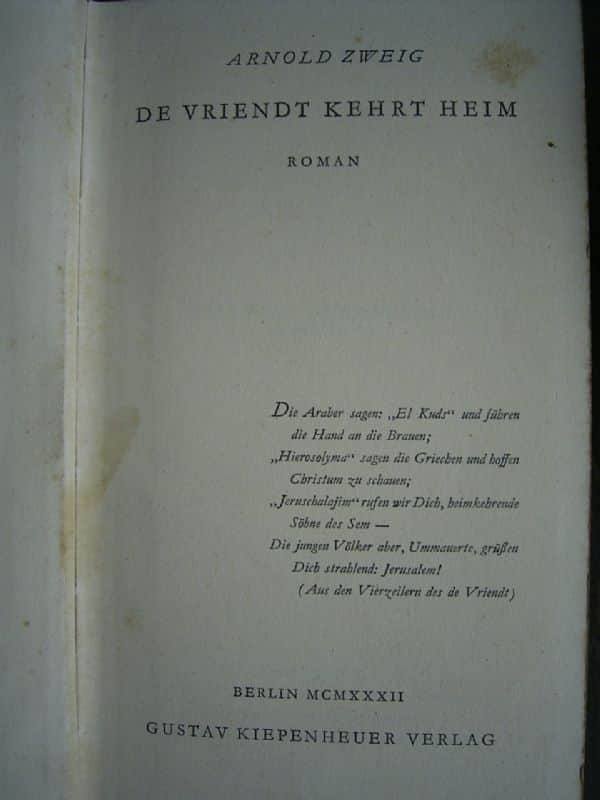 ARNOLD ZWEIG
DE VRIENDT KEHRT HEIM
ROMAN
Die Araber sagen: „El Kuds“ und führen
die Hand an die Brauen;
„Hierosolyma“ sagen die Griechen und hoffen
Christum zu schauen;
„Jeruschalajim“ rufen wir Dich, heimkehrende
Söhne des Sem —
Die jungen Völker aber, Ummauerte, grüßen
Dich strahlend: Jerusalem!
(Aus den Vierzeilern des de Vriendt)
BERLIN MCMXXXII
GUSTAV KIEPENHEUER VERLAG